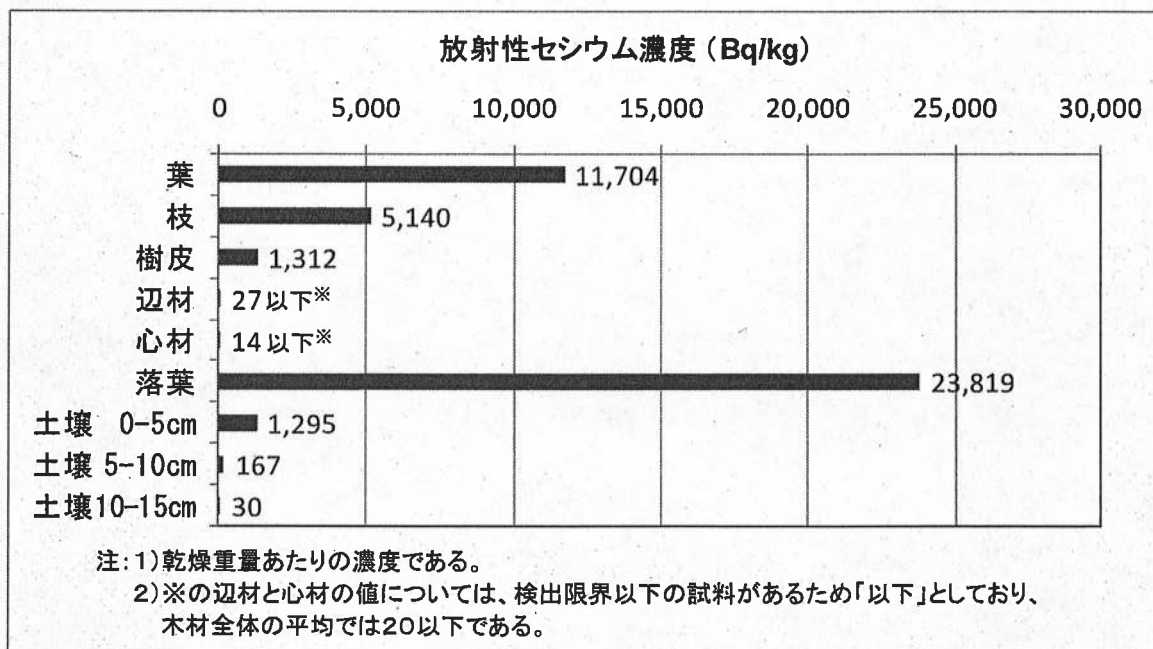 放射性セシウム濃度（Bq/kg）
0 5,000 10,000 15,000 20,000 25,000 30,000
葉 11,704
枝 5,140
樹皮 1,312
辺材 27以下※
心材 14以下※
落葉 23,819
土壌 0-5cm 1,295
土壌 5-10cm 167
土壌10-15cm 30
注：1）乾燥重量あたりの濃度である。
2）※の辺材と心材の値については、検出限界以下の試料があるため「以下」としており、
木材全体の平均では20以下である。